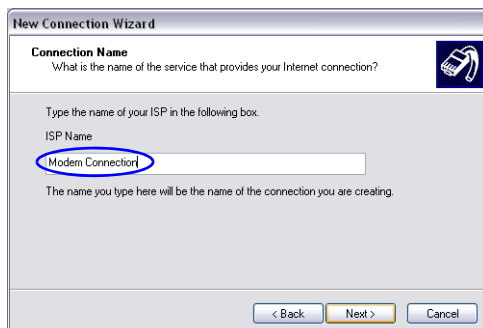 New Connection Wizard
Connection Name
What is the name of the service that provides your Internet connection?
Type the name of your ISP in the following box.
ISP Name
Modem Connection
The name you type here will be the name of the connection you are creating.
< Back Next > Cancel